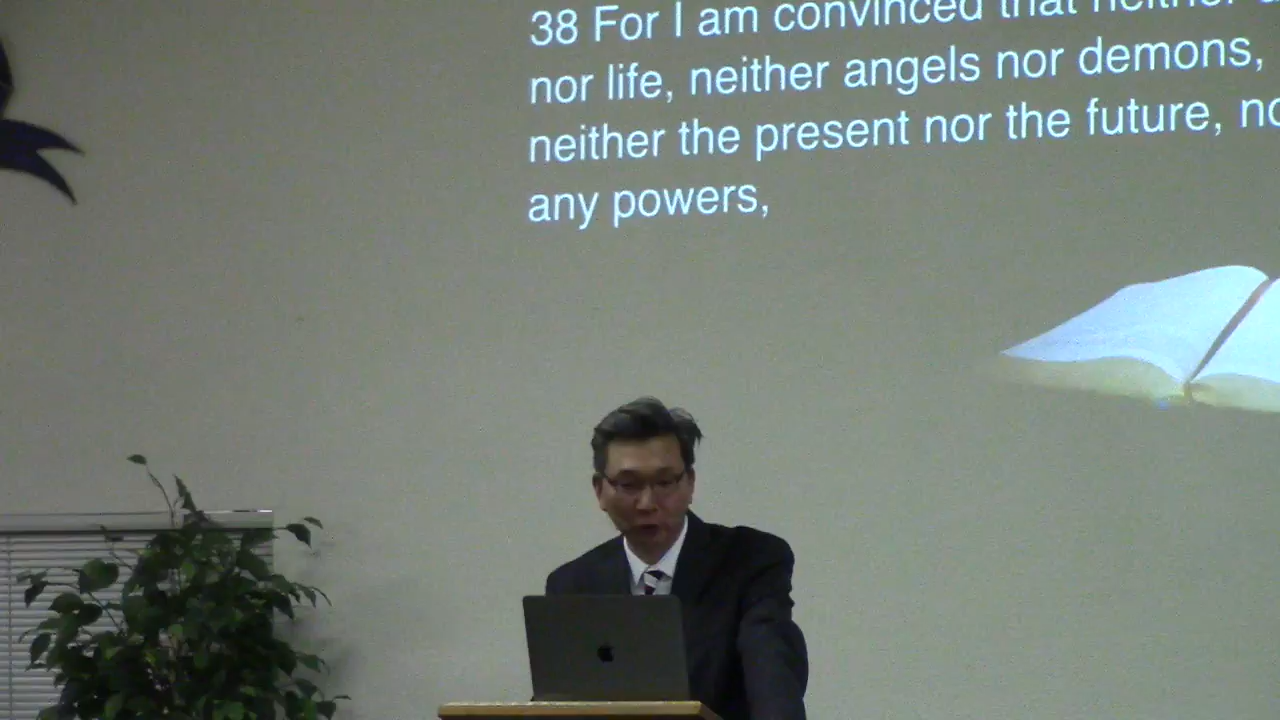 38 For I am convinced that neither
nor life, neither angels nor demons,
neither the present nor the future,
any powers,